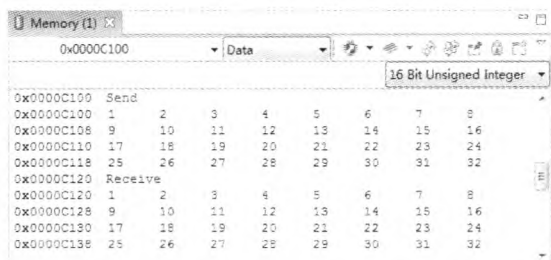 Memory (1)
0x0000C100 Data
16 Bit Unsigned Integer
0x0000C100 Send
0x0000C100 1 2 3 4 5 6 7 8
0x0000C108 9 10 11 12 13 14 15 16
0x0000C110 17 18 19 20 21 22 23 24
0x0000C118 25 26 27 28 29 30 31 32
0x0000C120 Receive
0x0000C120 1 2 3 4 5 6 7 8
0x0000C128 9 10 11 12 13 14 15 16
0x0000C130 17 18 19 20 21 22 23 24
0x0000C138 25 26 27 28 29 30 31 32